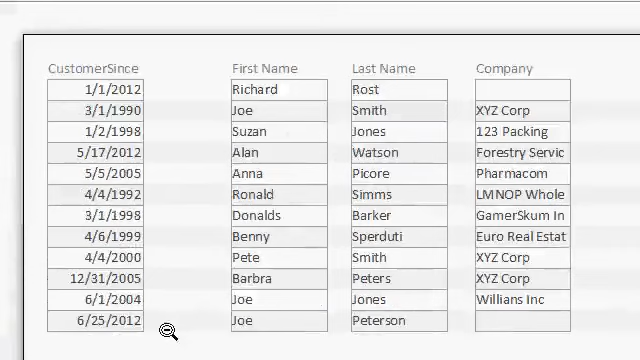 CustomerSince First Name Last Name Company
1/1/2012 Richard Rost
3/1/1990 Joe Smith XYZ Corp
1/2/1998 Suzan Jones 123 Packing
5/17/2012 Alan Watson Forestry Servic
5/5/2005 Anna Picore Pharmacom
4/4/1992 Ronald Simms LMNOP Whole
3/1/1998 Donalds Barker GamerSkum In
4/6/1999 Benny Sperduti Euro Real Estat
4/4/2000 Pete Smith XYZ Corp
12/31/2005 Barbra Peters XYZ Corp
6/1/2004 Joe Jones Willians Inc
6/25/2012 Joe Peterson